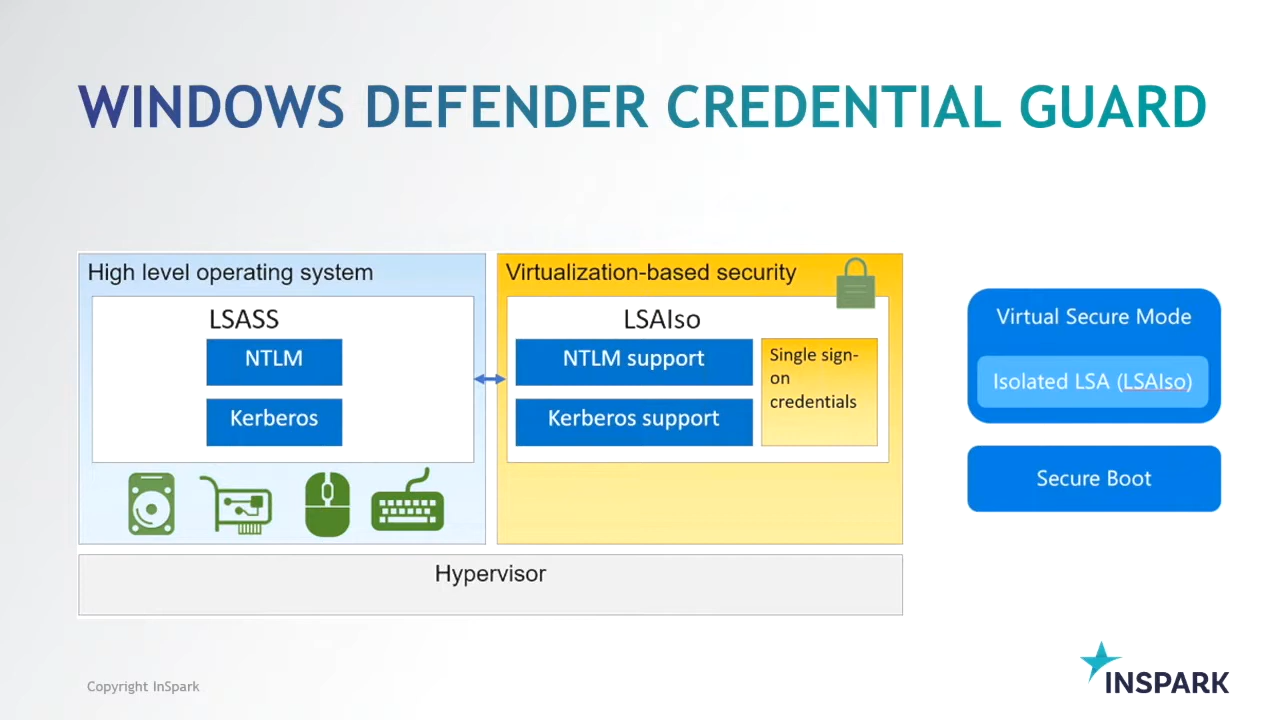 WINDOWS DEFENDER CREDENTIAL GUARD
High level operating system
LSASS
NTLM
Kerberos
Virtualization-based security
LSAIso
NTLM support
Kerberos support
Single sign-
on
credentials
Hypervisor
Virtual Secure Mode
Isolated LSA (LSAIso)
Secure Boot
Copyright InSpark
INSPARK